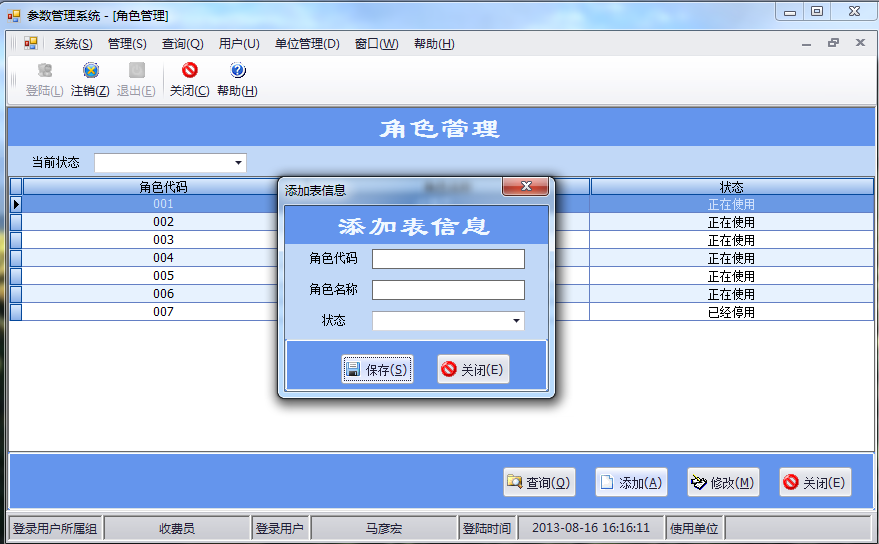 参数管理系统 - [角色管理]
系统(S) 管理(S) 查询(Q) 用户(U) 单位管理(D) 窗口(W) 帮助(H)
登陆(L) 注销(Z) 退出(E) 关闭(C) 帮助(H)
角色管理
当前状态
角色代码 状态
001 正在使用
002 正在使用
003 正在使用
004 正在使用
005 正在使用
006 正在使用
007 已经停用
添加表信息
添加表信息
角色代码
角色名称
状态
保存(S) 关闭(E)
查询(Q) 添加(A) 修改(M) 关闭(E)
登录用户所属组 收费员 登录用户 马彦宏 登陆时间 2013-08-16 16:16:11 使用单位